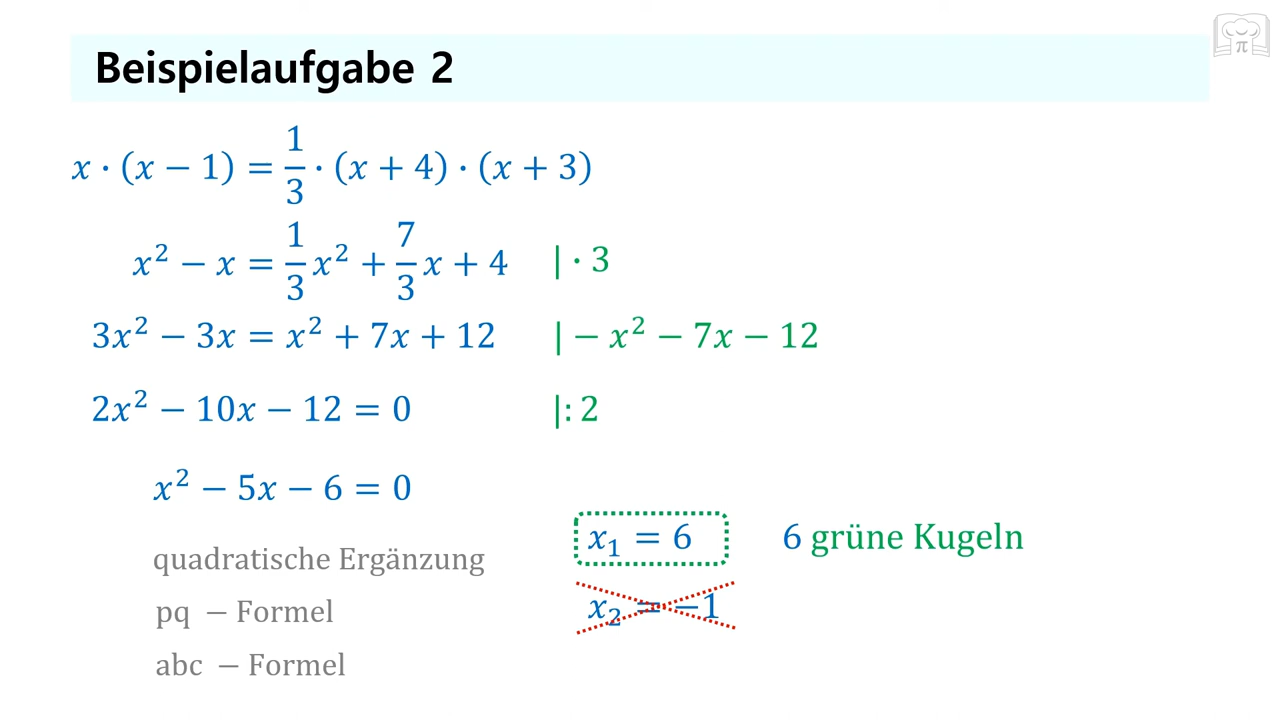 Beispielaufgabe 2
x · (x − 1) = 1/3 · (x + 4) · (x + 3)
x² − x = 1/3 x² + 7/3 x + 4 | · 3
3x² − 3x = x² + 7x + 12 | − x² − 7x − 12
2x² − 10x − 12 = 0 |: 2
x² − 5x − 6 = 0
x₁ = 6 6 grüne Kugeln
quadratische Ergänzung
x₂ = −1
pq − Formel
abc − Formel
π